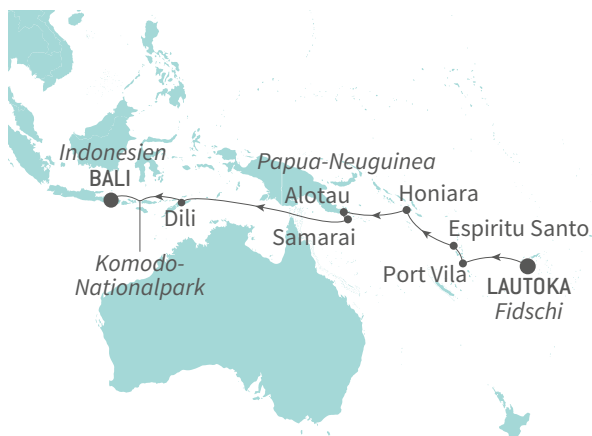 Indonesien
BALI
Papua-Neuguinea
Alotau
Honiara
Dili
Samarai
Espiritu Santo
Komodo-
Nationalpark
Port Vila
LAUTOKA
Fidschi